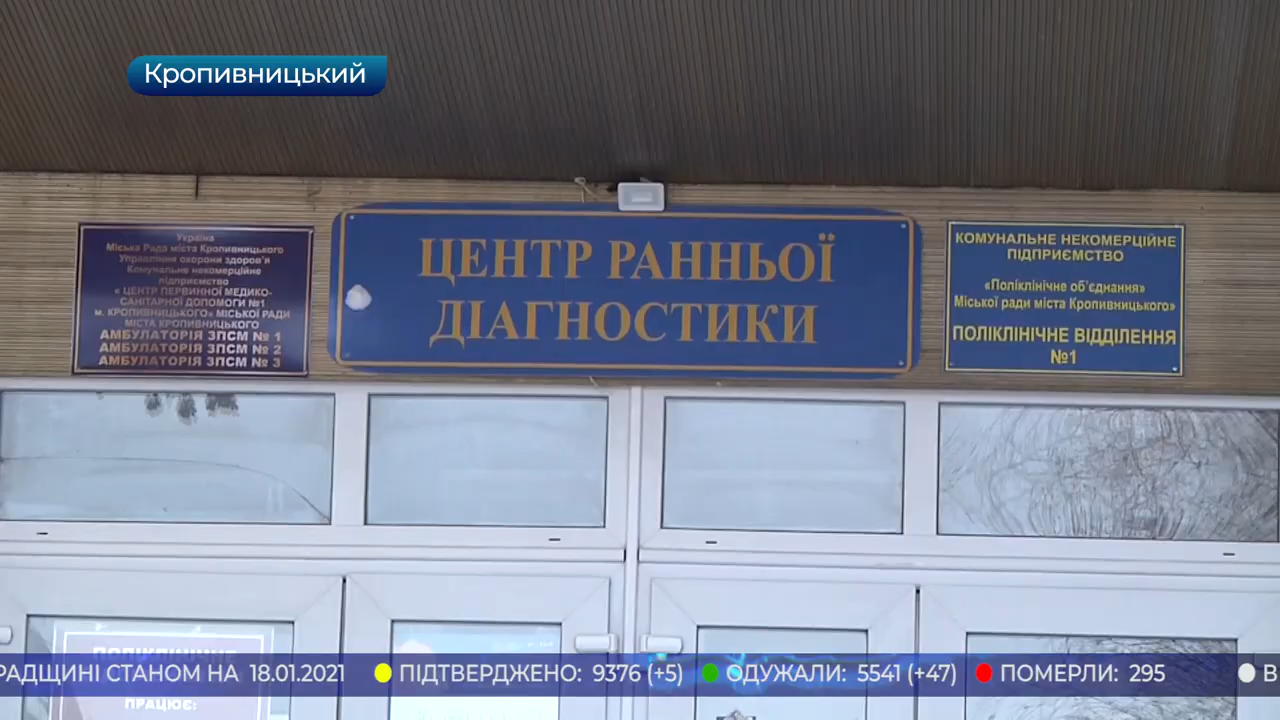 Кропивницький
Україна
Міська Рада міста Кропивницького
Управління охорони здоров'я
Комунальне некомерційне
підприємство
« ЦЕНТР ПЕРВИННОЇ МЕДИКО-
САНІТАРНОЇ ДОПОМОГИ №1
м. КРОПИВНИЦЬКОГО» МІСЬКОЇ РАДИ
МІСТА КРОПИВНИЦЬКОГО
АМБУЛАТОРІЯ ЗПСМ № 1
АМБУЛАТОРІЯ ЗПСМ № 2
АМБУЛАТОРІЯ ЗПСМ № 3
ЦЕНТР РАННЬОЇ
ДІАГНОСТИКИ
КОМУНАЛЬНЕ НЕКОМЕРЦІЙНЕ
ПІДПРИЄМСТВО
«Поліклінічне об'єднання»
Міської ради міста Кропивницького»
ПОЛІКЛІНІЧНЕ ВІДДІЛЕННЯ
№1
РАДЩИНІ СТАНОМ НА 18.01.2021 ПІДТВЕРДЖЕНО: 9376 (+5) ОДУЖАЛИ: 5541 (+47) ПОМЕРЛИ: 295 В
ПРАЦЮЄ: